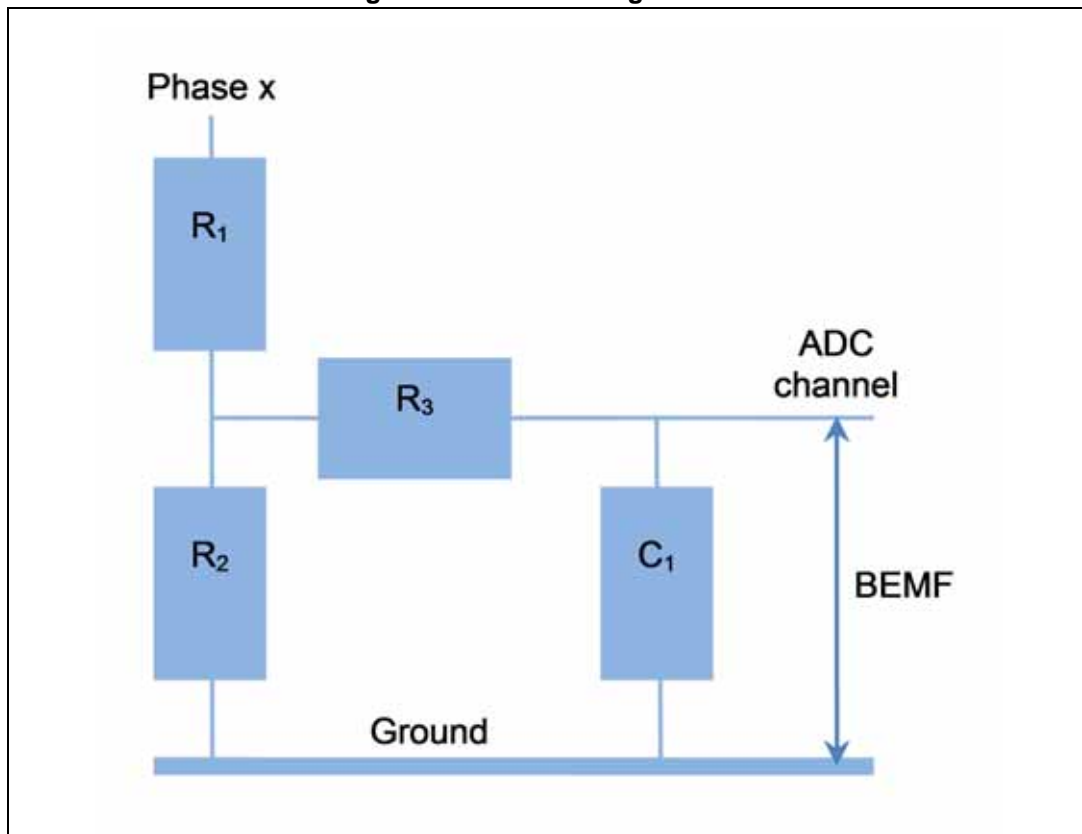 Phase x
R₁
R₃
ADC
channel
R₂
C₁
BEMF
Ground